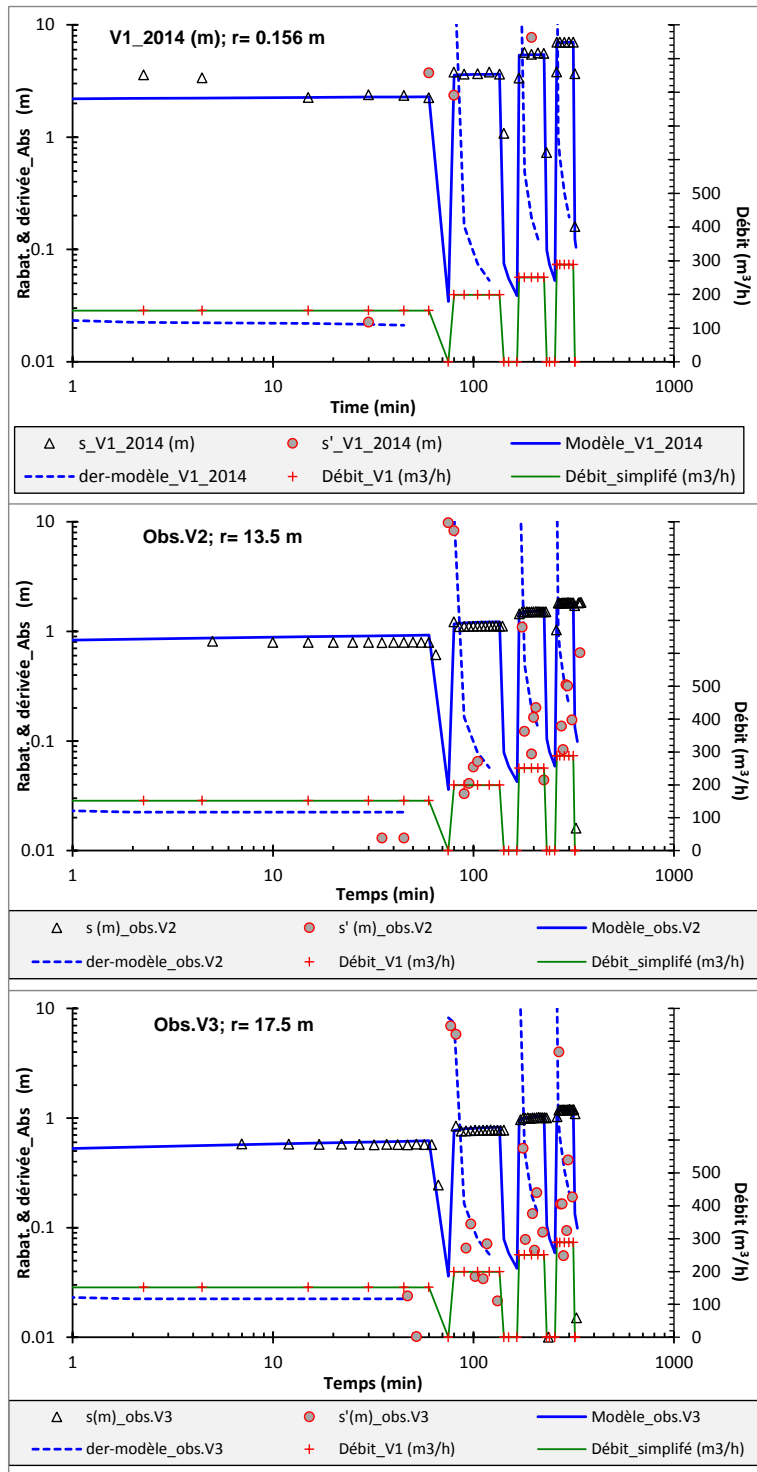 V1_2014 (m); r= 0.156 m
10
1
0.1
0.01
Rabat. & dérivée_Abs (m)
500
400
300
200
100
0
Débit (m³/h)
1
10
100
1000
Time (min)
s_V1_2014 (m)
s'_V1_2014 (m)
Modèle_V1_2014
der-modèle_V1_2014
Débit_V1 (m3/h)
Débit_simplifé (m3/h)
Obs.V2; r= 13.5 m
10
1
0.1
0.01
Rabat.& dérivée_Abs (m)
500
400
300
200
100
0
Débit (m³/h)
1
10
100
1000
Temps (min)
s (m)_obs.V2
s' (m)_obs.V2
Modèle_obs.V2
der-modèle_obs.V2
Débit_V1 (m3/h)
Débit_simplifé (m3/h)
Obs.V3; r= 17.5 m
10
1
0.1
0.01
Rabat.& dérivée_Abs (m)
500
400
300
200
100
0
Débit (m³/h)
1
10
100
1000
Temps (min)
s(m)_obs.V3
s'(m)_obs.V3
Modèle_obs.V3
der-modèle_obs.V3
Débit_V1 (m3/h)
Débit_simplifé (m3/h)